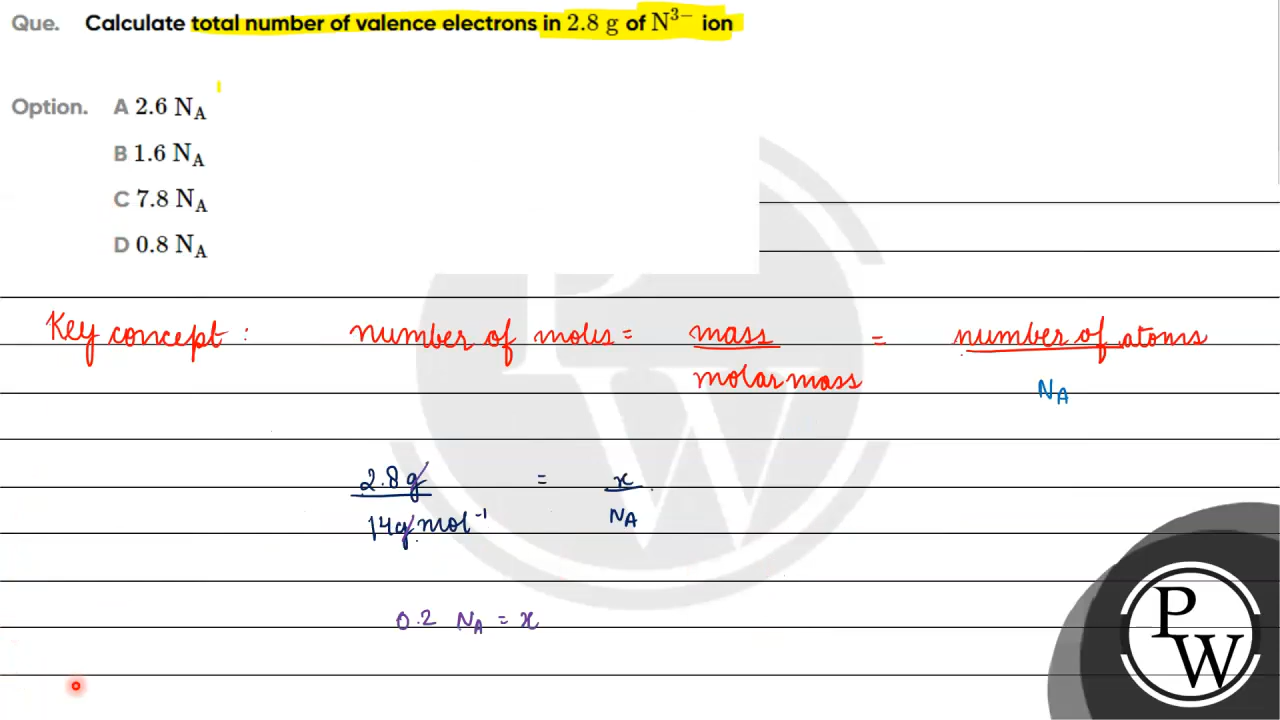 Que. Calculate total number of valence electrons in 2.8 g of N³⁻ ion
Option. A 2.6 N_A
B 1.6 N_A
C 7.8 N_A
D 0.8 N_A
Key concept : number of moles = mass / molar mass = number of atoms / N_A
2.8 g / 14 g mol⁻¹ = x / N_A
0.2 N_A = x
P
W